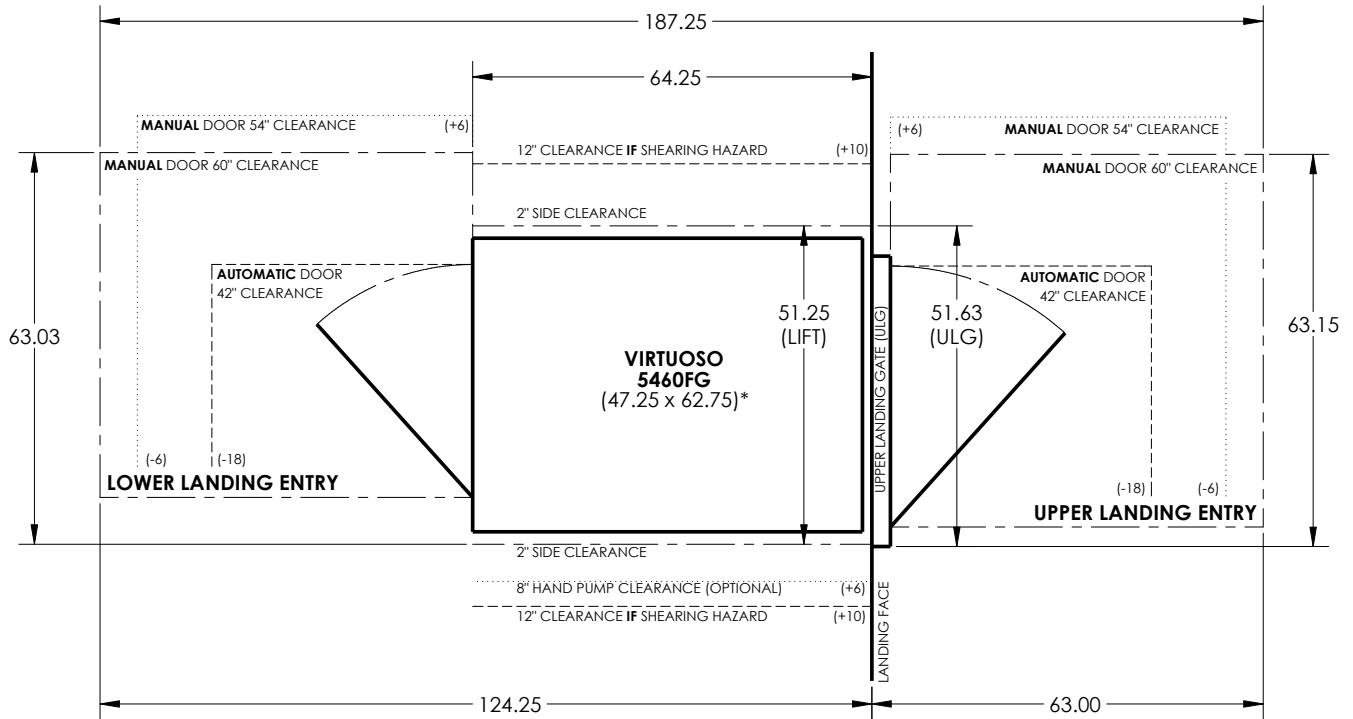 187.25
64.25
MANUAL DOOR 54" CLEARANCE (+6)
(+6) MANUAL DOOR 54" CLEARANCE
12" CLEARANCE IF SHEARING HAZARD (+10)
MANUAL DOOR 60" CLEARANCE
MANUAL DOOR 60" CLEARANCE
2" SIDE CLEARANCE
AUTOMATIC DOOR
42" CLEARANCE
AUTOMATIC DOOR
42" CLEARANCE
63.03
51.25
(LIFT)
UPPER LANDING GATE (ULG)
51.63
(ULG)
63.15
VIRTUOSO
5460FG
(47.25 x 62.75)*
(-6) (-18)
LOWER LANDING ENTRY
(-18) (-6)
UPPER LANDING ENTRY
2" SIDE CLEARANCE
8" HAND PUMP CLEARANCE (OPTIONAL) (+6)
12" CLEARANCE IF SHEARING HAZARD (+10)
LANDING FACE
124.25
63.00